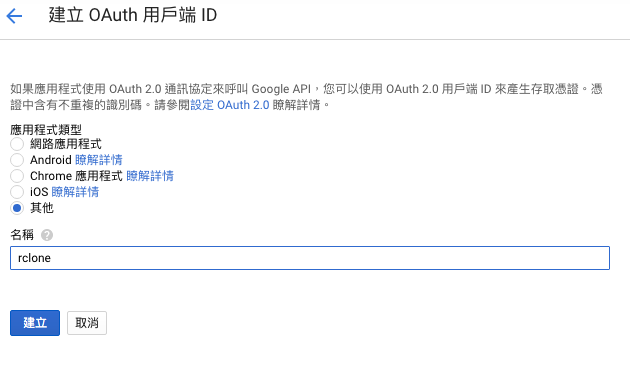 建立 OAuth 用戶端 ID
如果應用程式使用 OAuth 2.0 通訊協定來呼叫 Google API，您可以使用 OAuth 2.0 用戶端 ID 來產生存取憑證。憑
證中含有不重複的識別碼。請參閱設定 OAuth 2.0 瞭解詳情。
應用程式類型
網路應用程式
Android 瞭解詳情
Chrome 應用程式 瞭解詳情
iOS 瞭解詳情
其他
名稱 ?
rclone
建立 取消